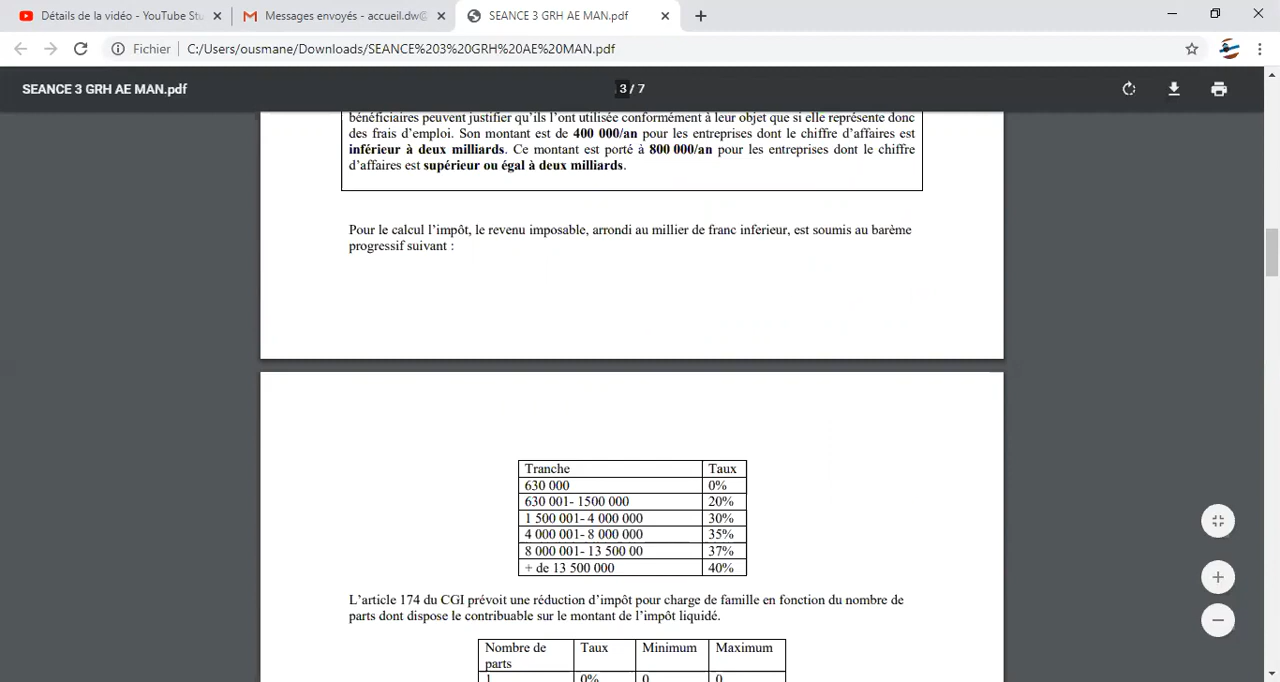 Détails de la vidéo - YouTube Stu
Messages envoyés - accueil.dw@
SEANCE 3 GRH AE MAN.pdf
Fichier
C:/Users/ousmane/Downloads/SEANCE%203%20GRH%20AE%20MAN.pdf
SEANCE 3 GRH AE MAN.pdf
3 / 7
bénéficiaires peuvent justifier qu'ils l'ont utilisée conformément à leur objet que si elle représente donc
des frais d'emploi. Son montant est de 400 000/an pour les entreprises dont le chiffre d'affaires est
inférieur à deux milliards. Ce montant est porté à 800 000/an pour les entreprises dont le chiffre
d'affaires est supérieur ou égal à deux milliards.
Pour le calcul l'impôt, le revenu imposable, arrondi au millier de franc inferieur, est soumis au barème
progressif suivant :
Tranche Taux
630 000 0%
630 001- 1500 000 20%
1 500 001- 4 000 000 30%
4 000 001- 8 000 000 35%
8 000 001- 13 500 00 37%
+ de 13 500 000 40%
L'article 174 du CGI prévoit une réduction d'impôt pour charge de famille en fonction du nombre de
parts dont dispose le contribuable sur le montant de l'impôt liquidé.
Nombre de Taux Minimum Maximum
parts
1 0% 0 0